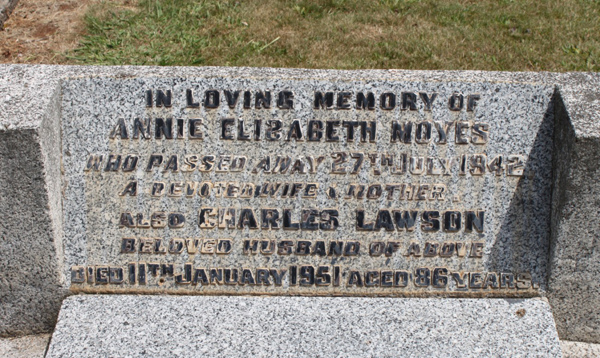 IN LOVING MEMORY OF
ANNIE ELIZABETH NOYES
WHO PASSED AWAY 27TH JULY 1942
A DEVOTED WIFE & MOTHER.
ALSO CHARLES LAWSON
BELOVED HUSBAND OF ABOVE
DIED 11TH JANUARY 1951 AGED 86 YEARS.